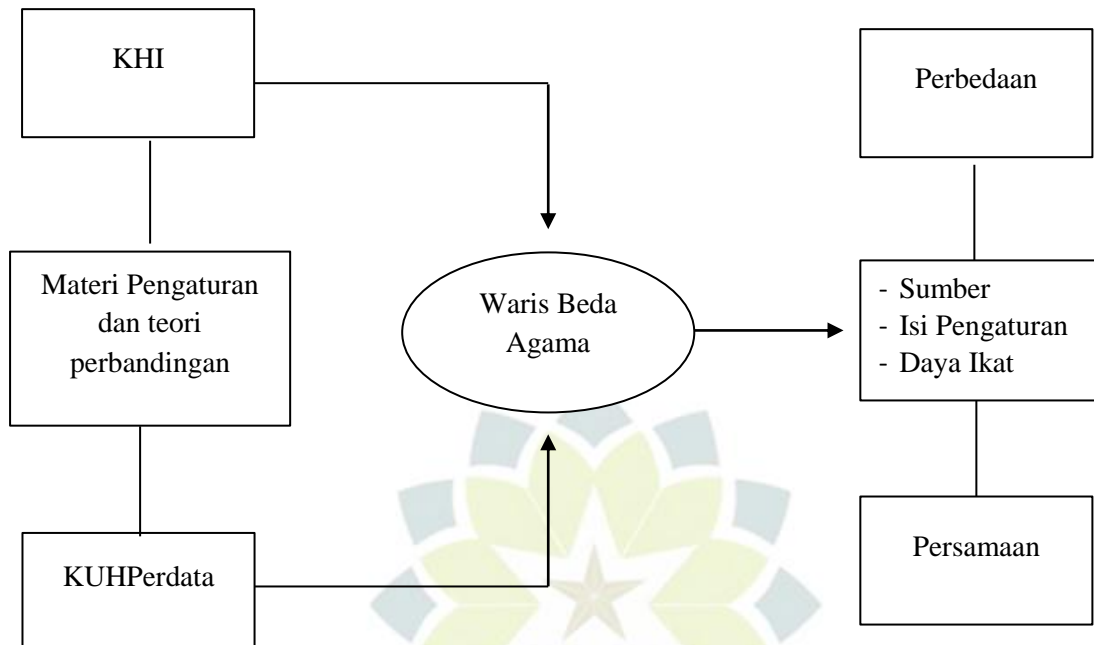 KHI
Perbedaan
Materi Pengaturan
dan teori
perbandingan
Waris Beda
Agama
- Sumber
- Isi Pengaturan
- Daya Ikat
KUHPerdata
Persamaan